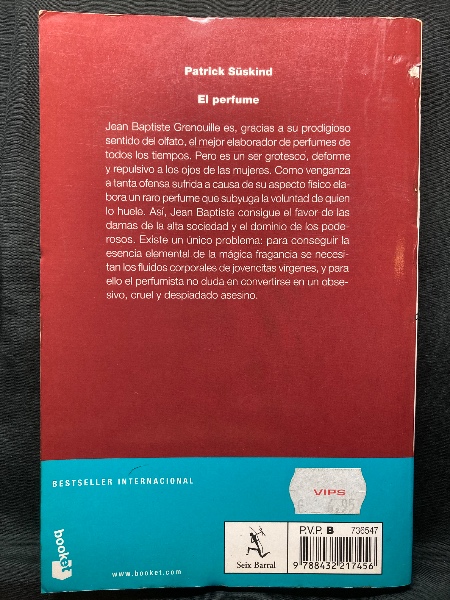 Patrick Süskind
El perfume
Jean Baptiste Grenouille es, gracias a su prodigioso
sentido del olfato, el mejor elaborador de perfumes de
todos los tiempos. Pero es un ser grotesco, deforme
y repulsivo a los ojos de las mujeres. Como venganza
a tanta ofensa sufrida a causa de su aspecto físico ela-
bora un raro perfume que subyuga la voluntad de quien
lo huele. Así, Jean Baptiste consigue el favor de las
damas de la alta sociedad y el dominio de los pode-
rosos. Existe un único problema: para conseguir la
esencia elemental de la mágica fragancia se necesi-
tan los fluidos corporales de jovencitas vírgenes, y para
ello el perfumista no duda en convertirse en un obse-
sivo, cruel y despiadado asesino.
BESTSELLER INTERNACIONAL
VIPS
booket
www.booket.com
Seix Barral
P.V.P. B 736547
9 788432 217456